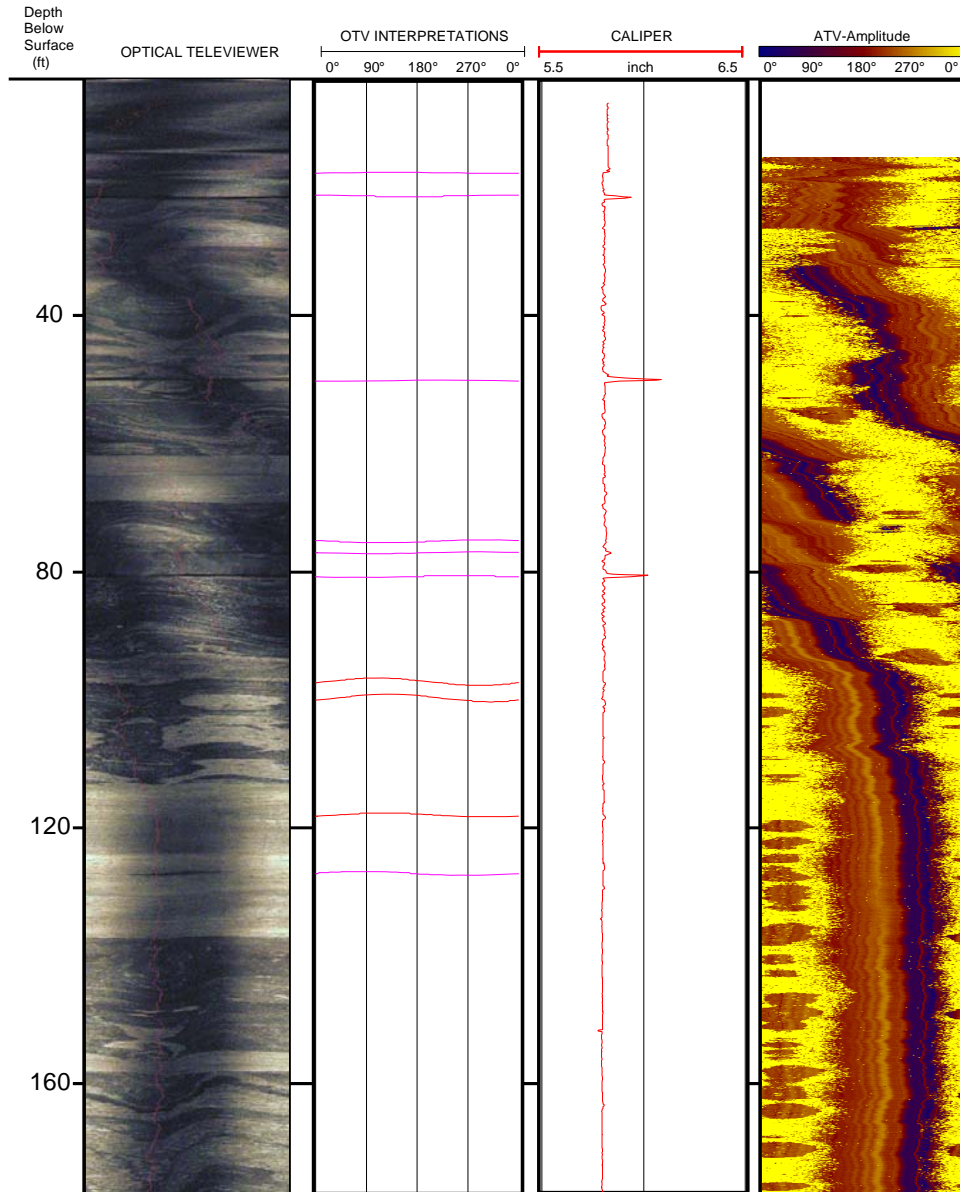 Depth
Below
Surface
(ft)
OPTICAL TELEVIEWER
OTV INTERPRETATIONS
0° 90° 180° 270° 0°
CALIPER
5.5 inch 6.5
ATV-Amplitude
0° 90° 180° 270° 0°
40
80
120
160